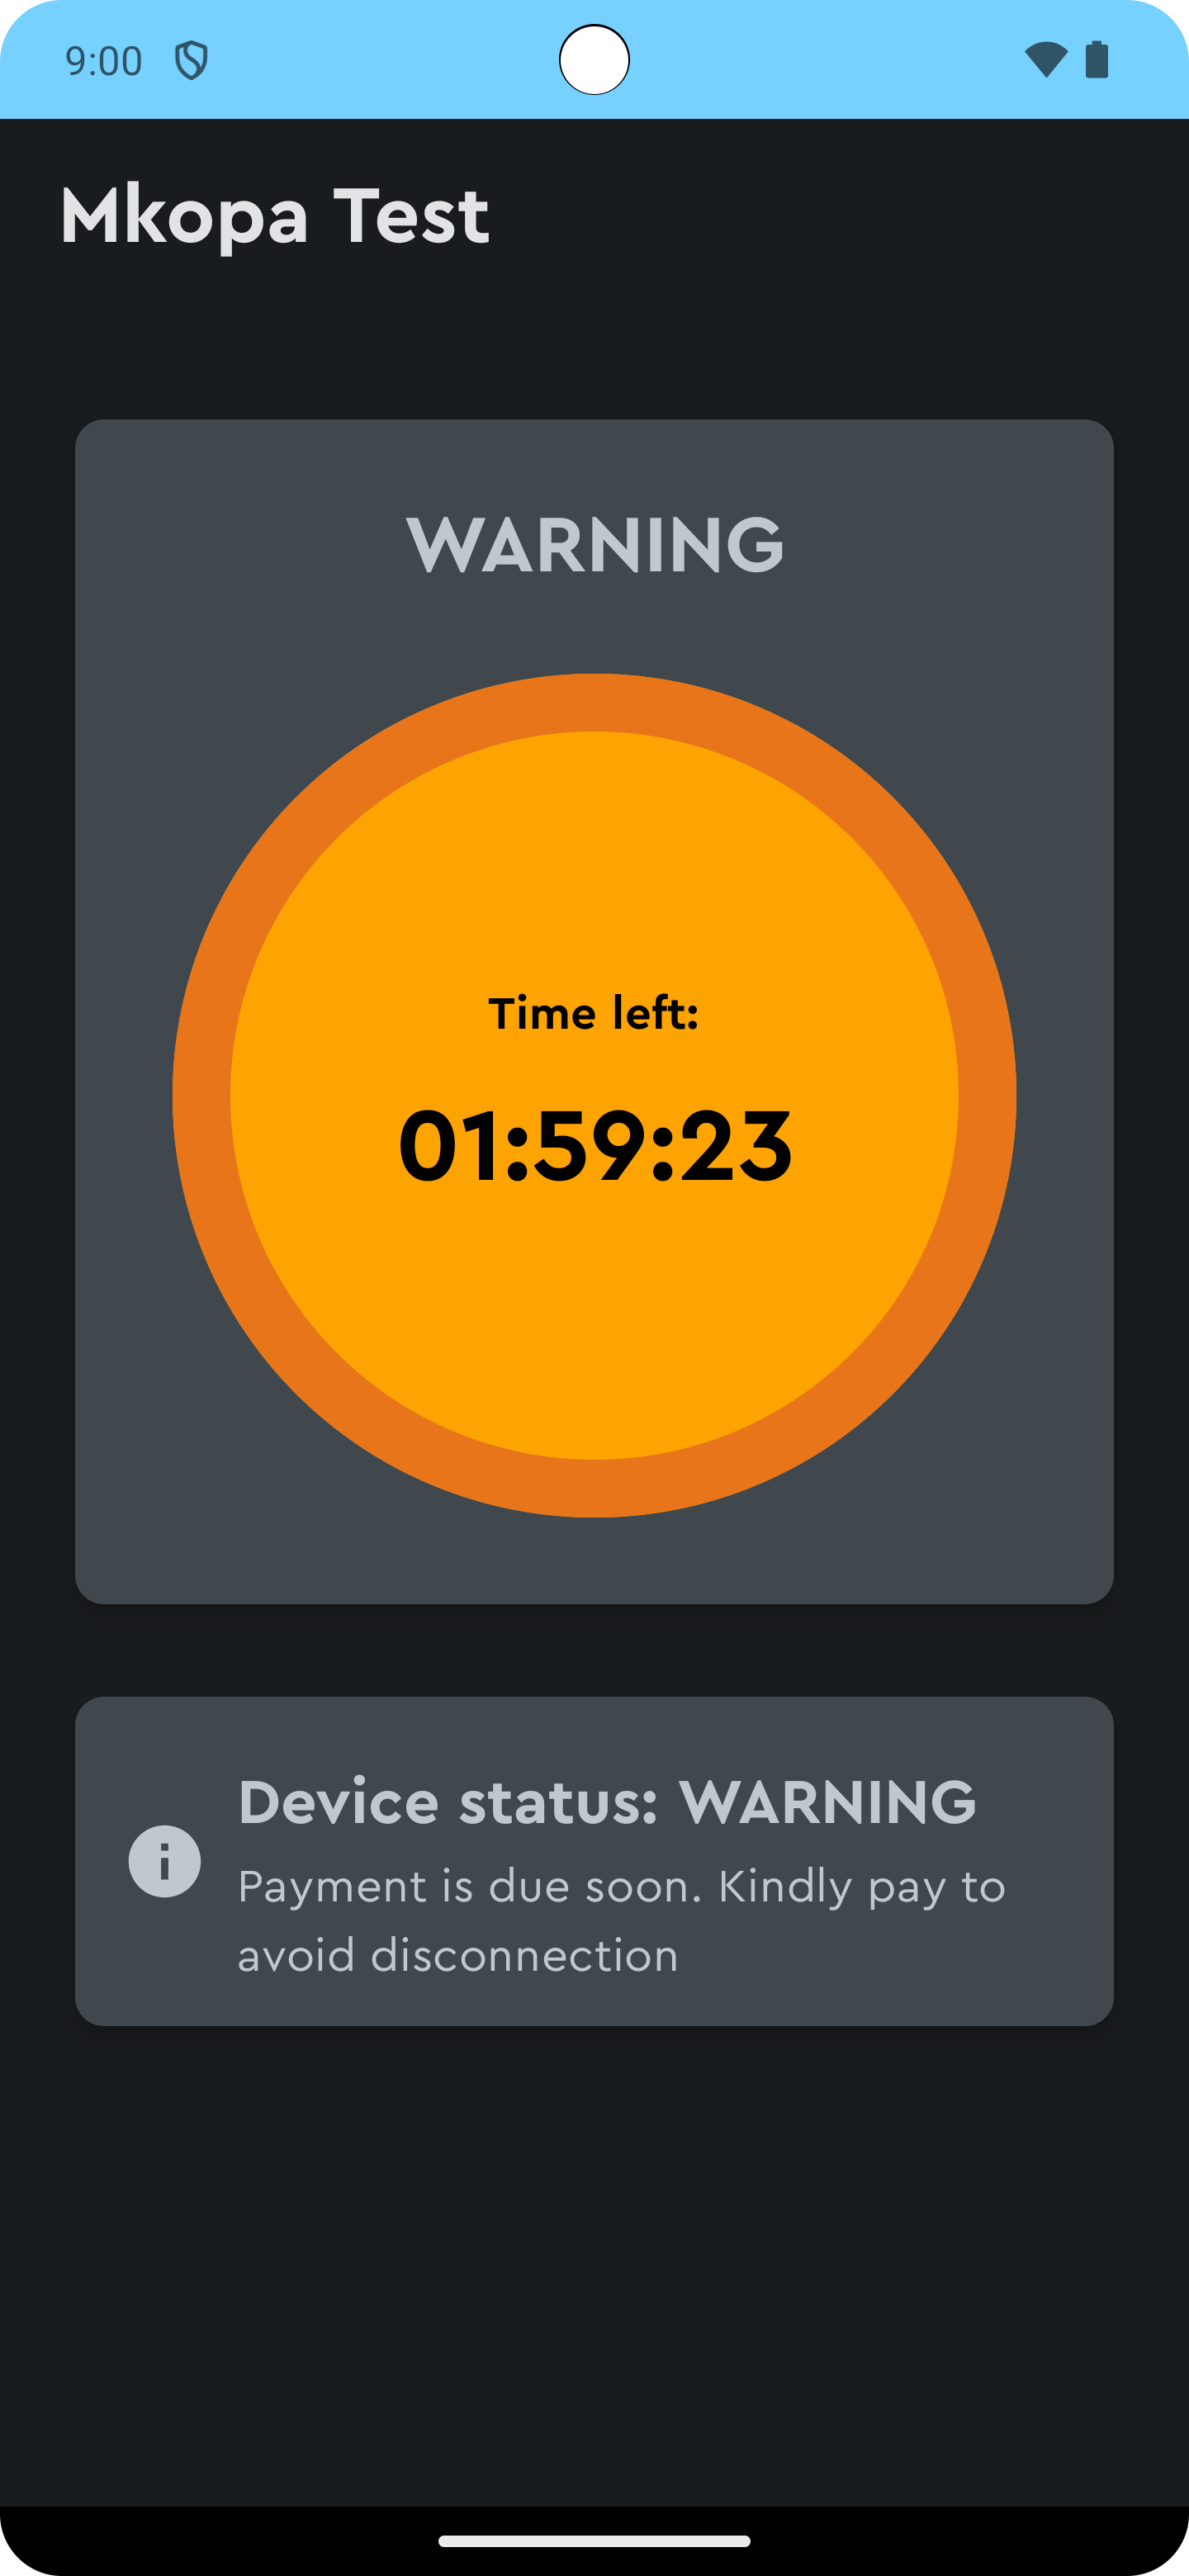 9:00
Mkopa Test
WARNING
Time left:
01:59:23
Device status: WARNING
Payment is due soon. Kindly pay to
avoid disconnection